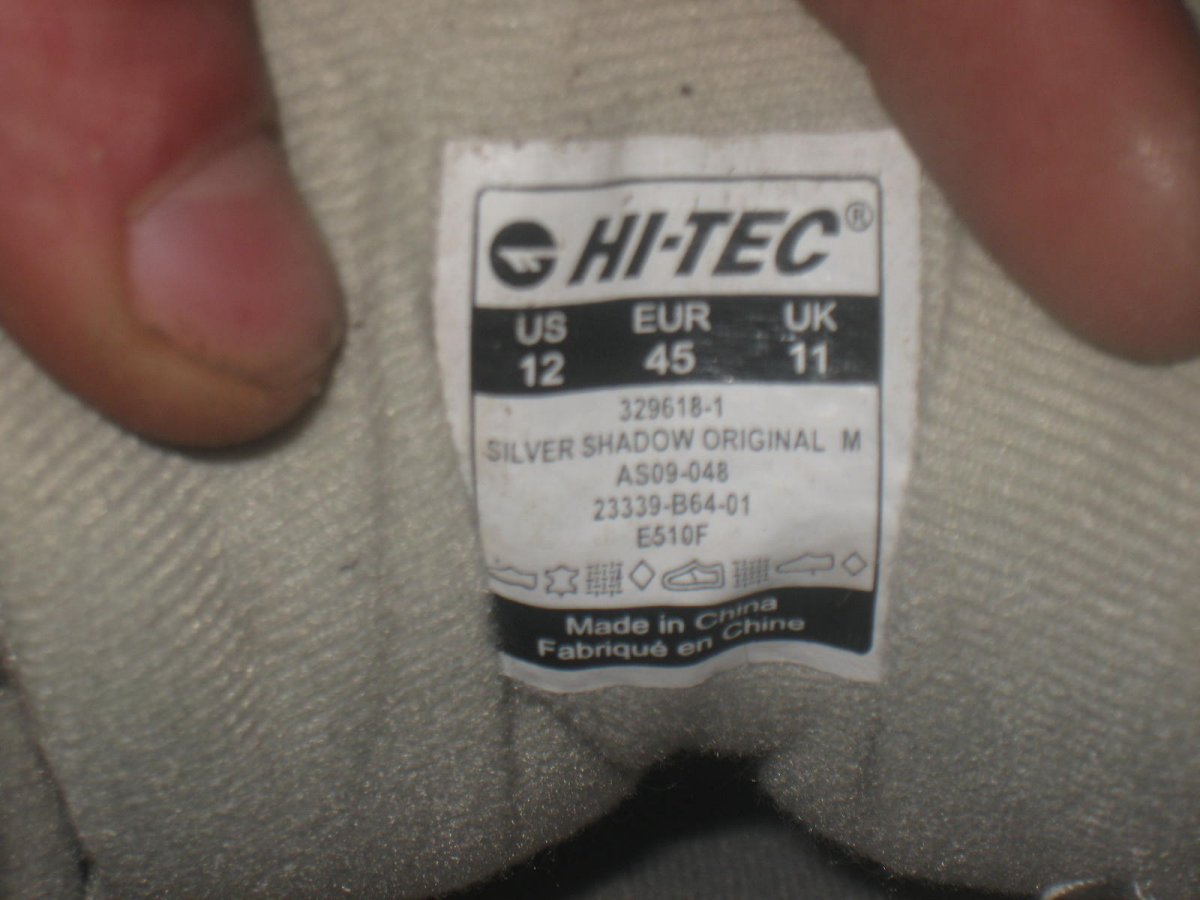 HI-TEC®
US EUR UK
12 45 11
329618-1
SILVER SHADOW ORIGINAL M
AS09-048
23339-B64-01
E510F
Made in China
Fabriqué en Chine